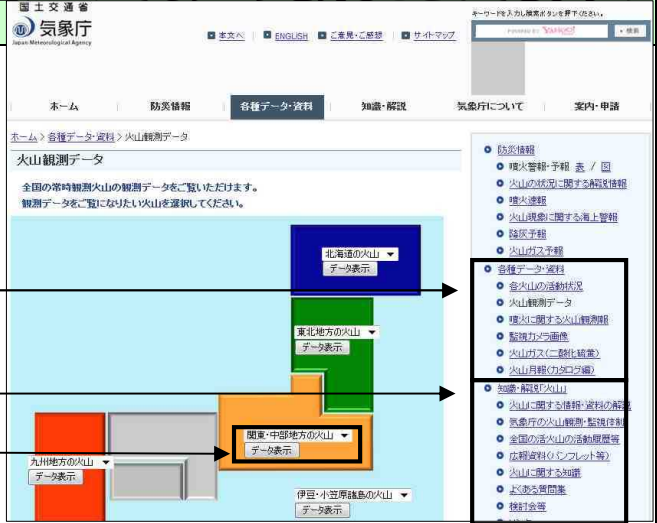 国土交通省
気象庁
Japan Meteorological Agency
本文へ ENGLISH ご意見・ご感想 サイトマップ
キーワードを入力し検索ボタンを押下ください。
POWERED BY YAHOO! 検索
ホーム 防災情報 各種データ・資料 知識・解説 気象庁について 案内・申請
ホーム > 各種データ・資料 > 火山観測データ
火山観測データ
全国の常時観測火山の観測データをご覧いただけます。
観測データをご覧になりたい火山を選択してください。
北海道の火山
データ表示
東北地方の火山
データ表示
関東・中部地方の火山
データ表示
九州地方の火山
データ表示
伊豆・小笠原諸島の火山
データ表示
防災情報
噴火警報・予報 表 / 図
火山の状況に関する解説情報
噴火速報
火山現象に関する海上警報
降灰予報
火山ガス予報
各種データ・資料
各火山の活動状況
火山観測データ
噴火に関する火山観測報
監視カメラ画像
火山ガス(二酸化硫黄)
火山月報(カタログ編)
知識・解説「火山」
火山に関する情報・資料の解説
気象庁の火山観測・監視体制
全国の活火山の活動履歴等
広報資料(パンフレット等)
火山に関する知識
よくある質問集
検討会等